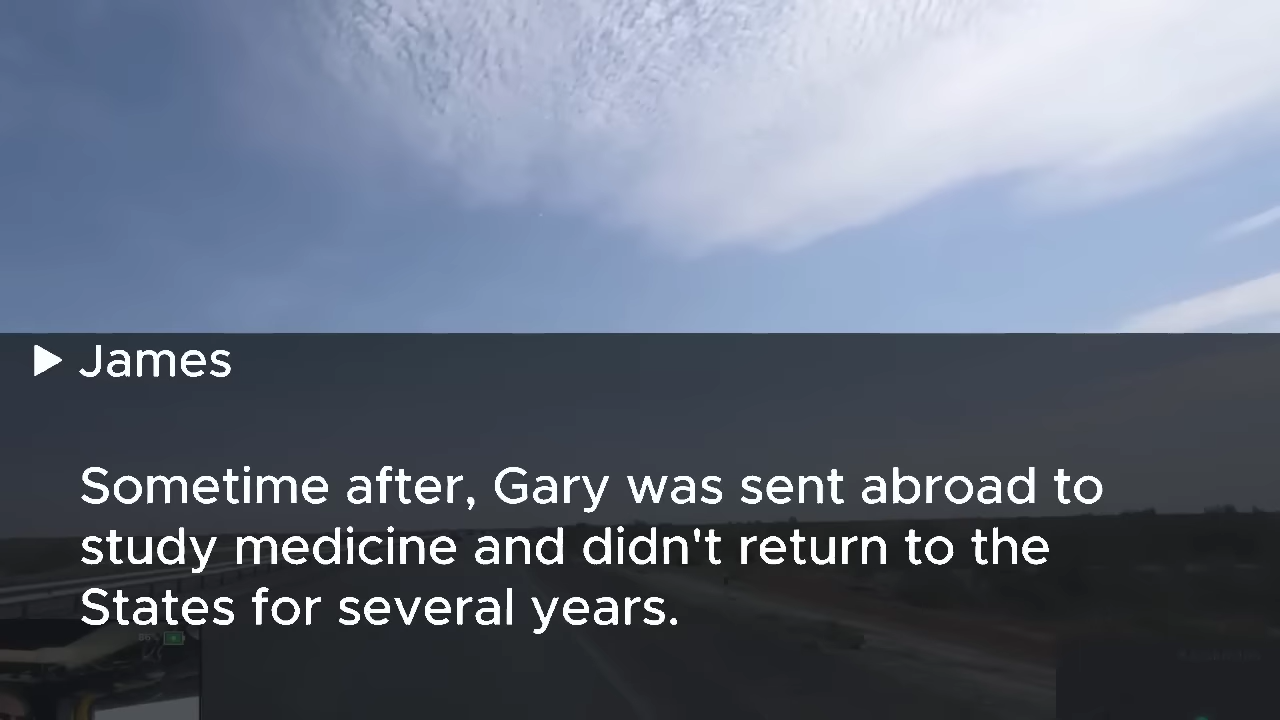 James
Sometime after, Gary was sent abroad to
study medicine and didn't return to the
States for several years.